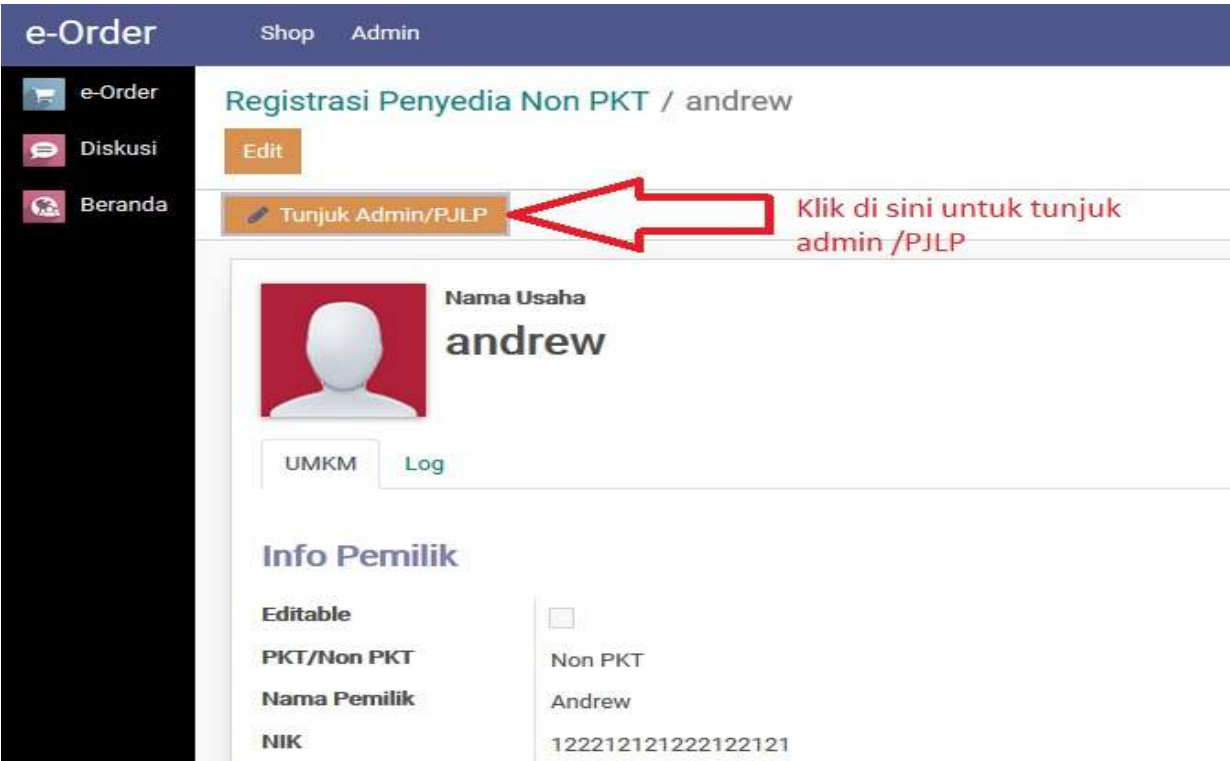 e-Order Shop Admin
e-Order
Diskusi
Beranda
Registrasi Penyedia Non PKT / andrew
Edit
Tunjuk Admin/PJLP
Klik di sini untuk tunjuk
admin /PJLP
Nama Usaha
andrew
UMKM Log
Info Pemilik
Editable
PKT/Non PKT Non PKT
Nama Pemilik Andrew
NIK 122212121222122121